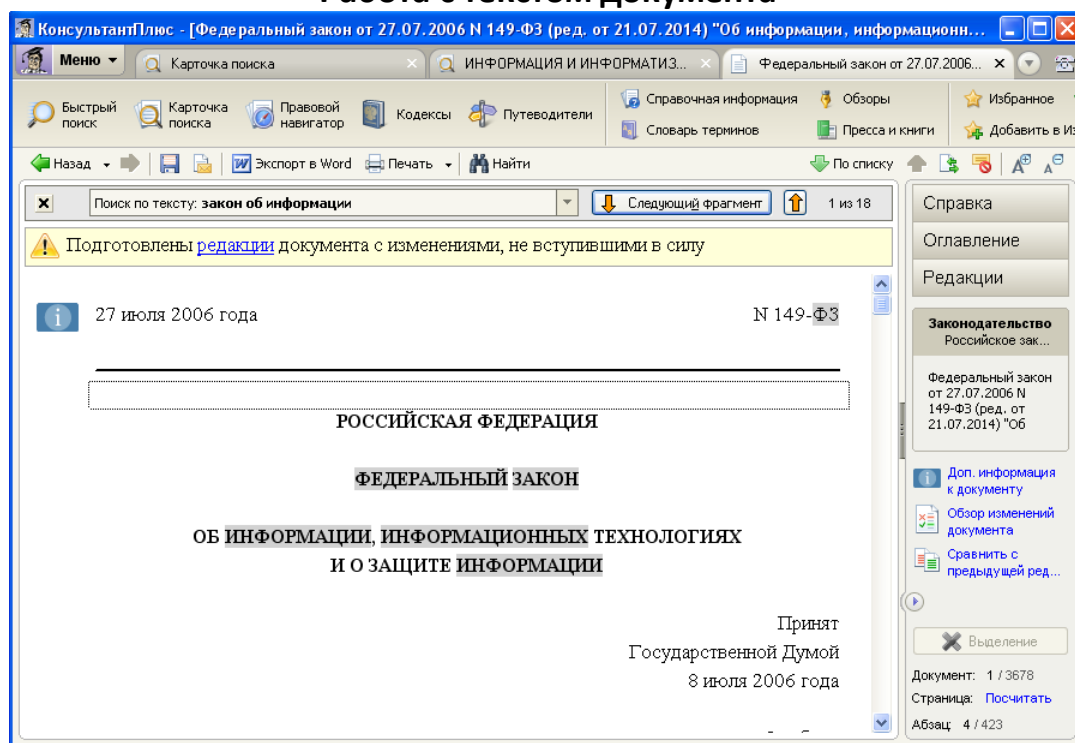 Работа с текстом документа
КонсультантПлюс - [Федеральный закон от 27.07.2006 N 149-ФЗ (ред. от 21.07.2014) "Об информации, информационн...
Меню
Карточка поиска
ИНФОРМАЦИЯ И ИНФОРМАТИЗ...
Федеральный закон от 27.07.2006...
Быстрый поиск
Карточка поиска
Правовой навигатор
Кодексы
Путеводители
Справочная информация
Обзоры
Избранное
Словарь терминов
Пресса и книги
Добавить в Из
Назад
Экспорт в Word
Печать
Найти
По списку
Поиск по тексту: закон об информации
Следующий фрагмент
1 из 18
Подготовлены редакции документа с изменениями, не вступившими в силу
27 июля 2006 года
N 149-ФЗ
РОССИЙСКАЯ ФЕДЕРАЦИЯ
ФЕДЕРАЛЬНЫЙ ЗАКОН
ОБ ИНФОРМАЦИИ, ИНФОРМАЦИОННЫХ ТЕХНОЛОГИЯХ
И О ЗАЩИТЕ ИНФОРМАЦИИ
Принят
Государственной Думой
8 июля 2006 года
Справка
Оглавление
Редакции
Законодательство
Российское зак...
Федеральный закон
от 27.07.2006 N
149-ФЗ (ред. от
21.07.2014) "Об
Доп. информация
к документу
Обзор изменений
документа
Сравнить с
предыдущей ред...
Выделение
Документ: 1 / 3678
Страница: Посчитать
Абзац: 4 / 423